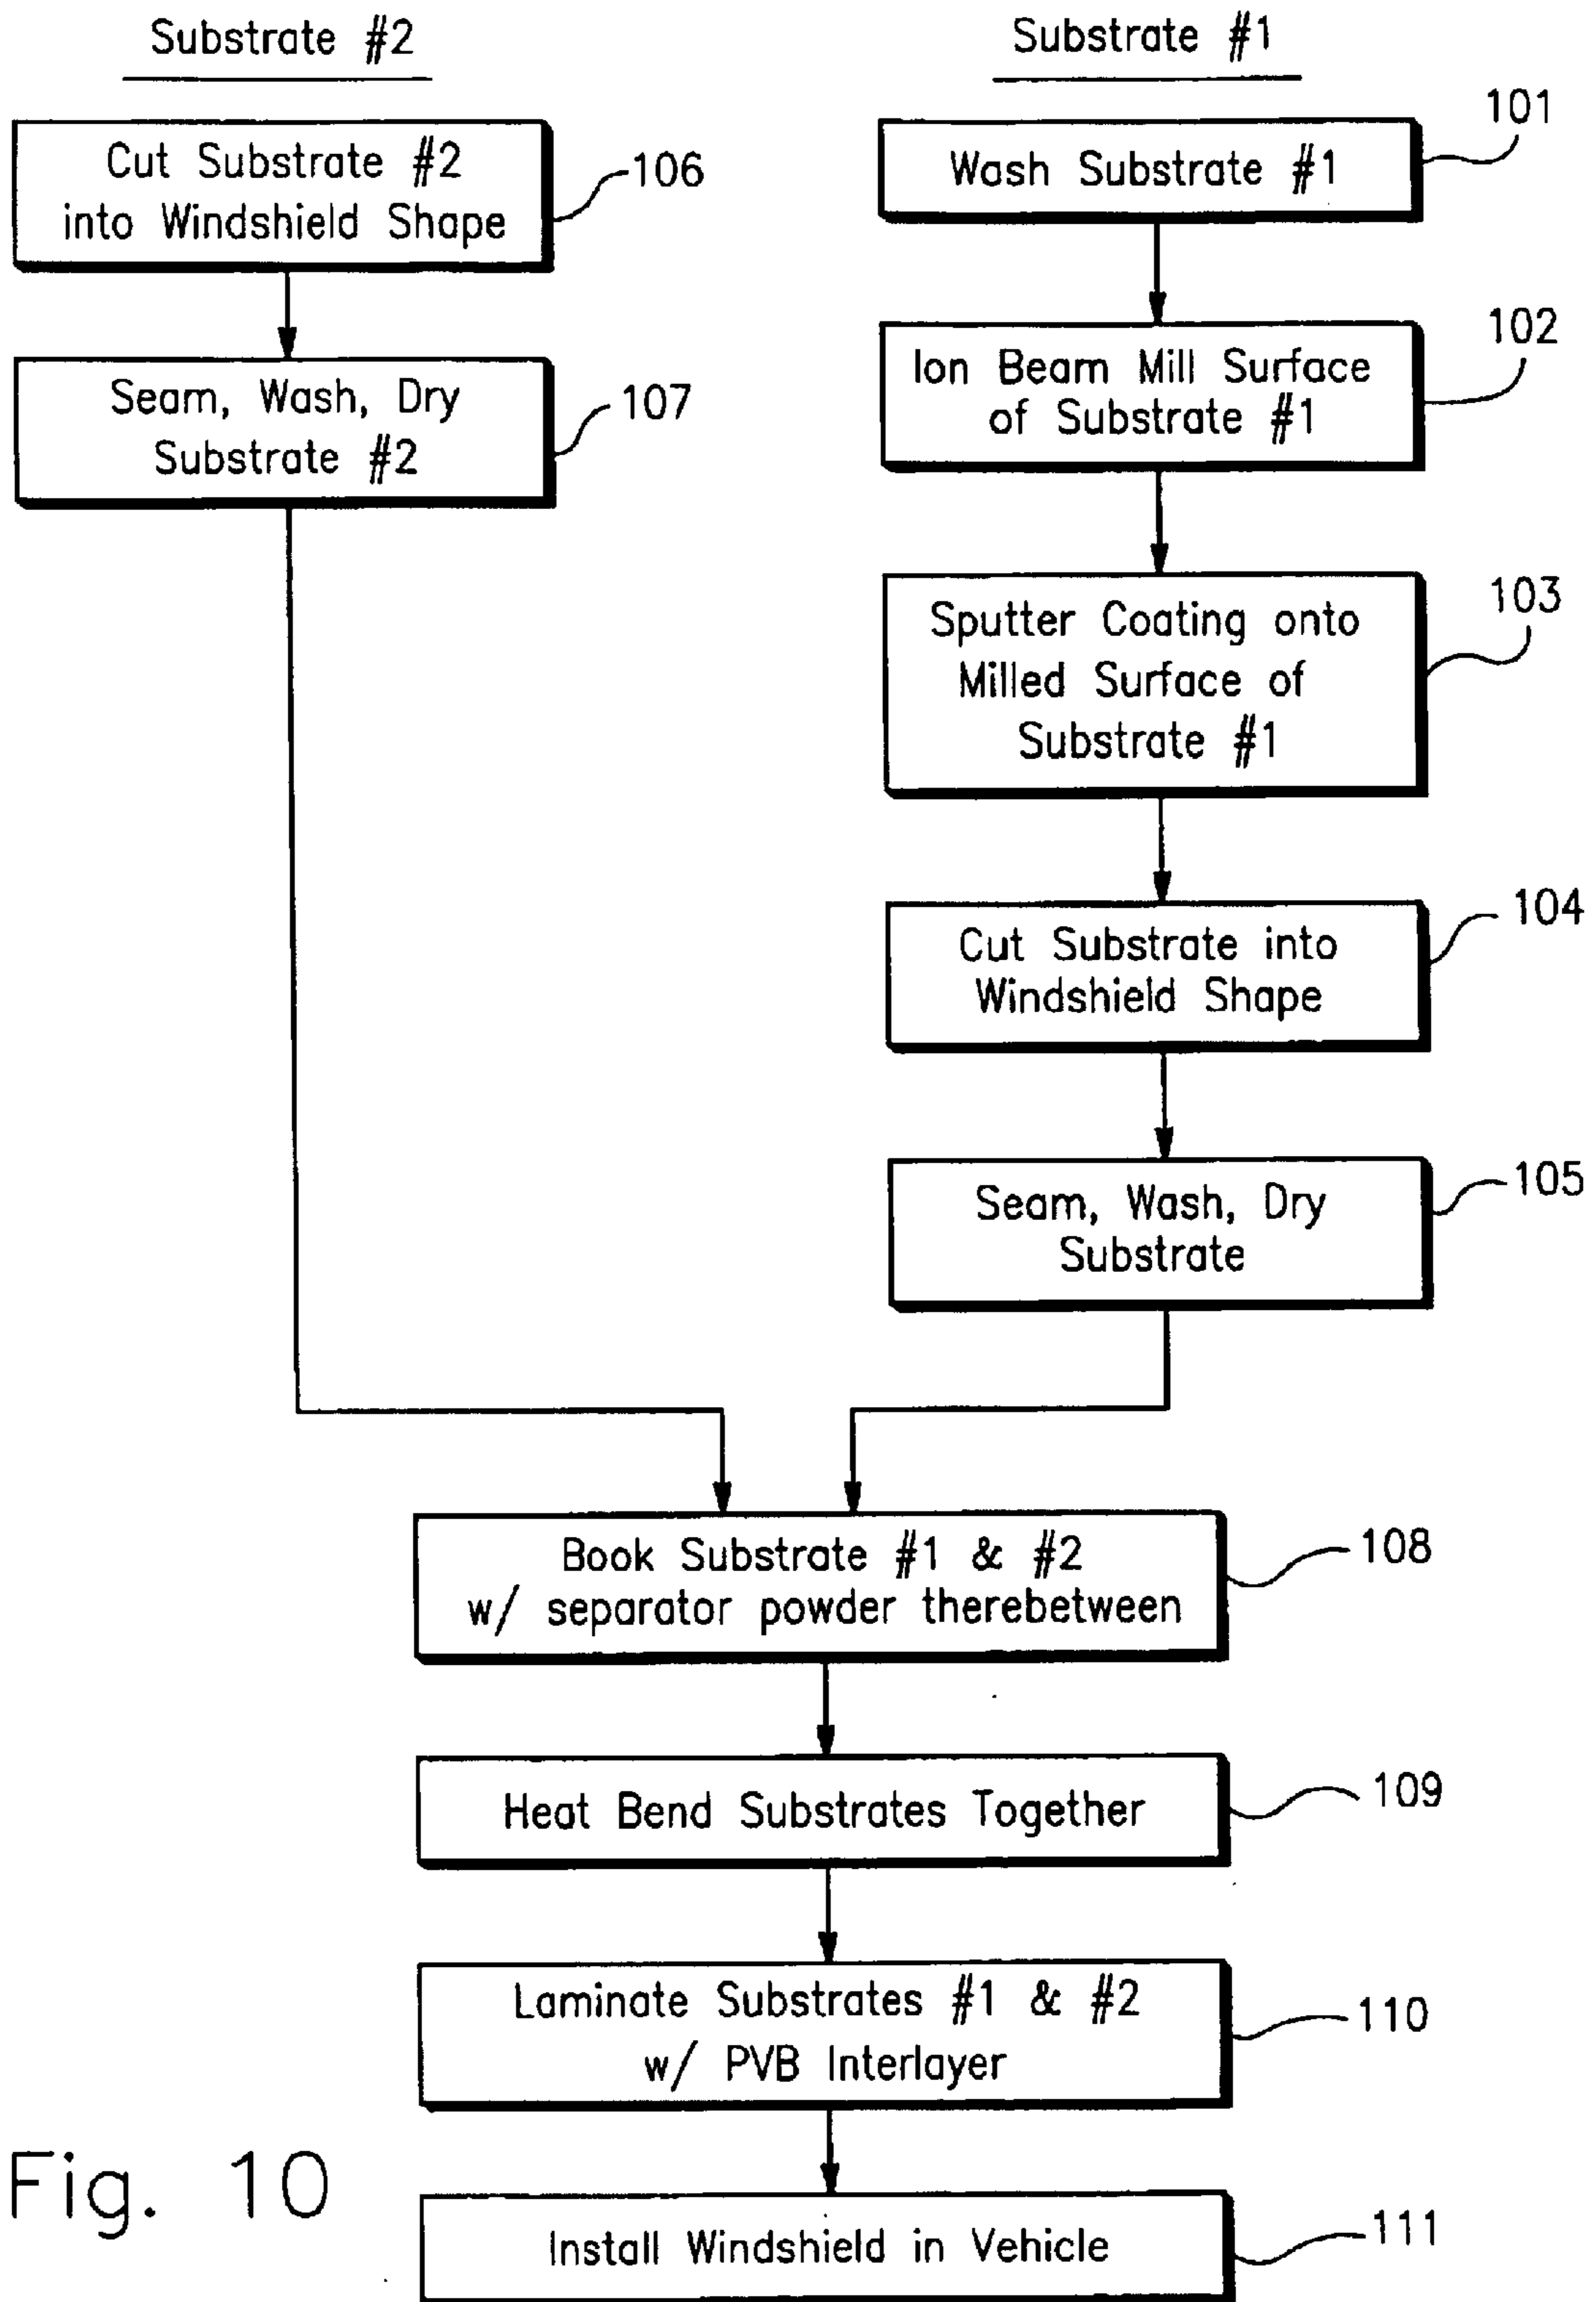 Substrate #2
Cut Substrate #2
into Windshield Shape
106
Seam, Wash, Dry
Substrate #2
107
Substrate #1
101
Wash Substrate #1
102
Ion Beam Mill Surface
of Substrate #1
103
Sputter Coating onto
Milled Surface of
Substrate #1
104
Cut Substrate into
Windshield Shape
105
Seam, Wash, Dry
Substrate
Book Substrate #1 & #2
w/ separator powder therebetween
108
Heat Bend Substrates Together
109
Laminate Substrates #1 & #2
w/ PVB Interlayer
110
Install Windshield in Vehicle
111
Fig. 10